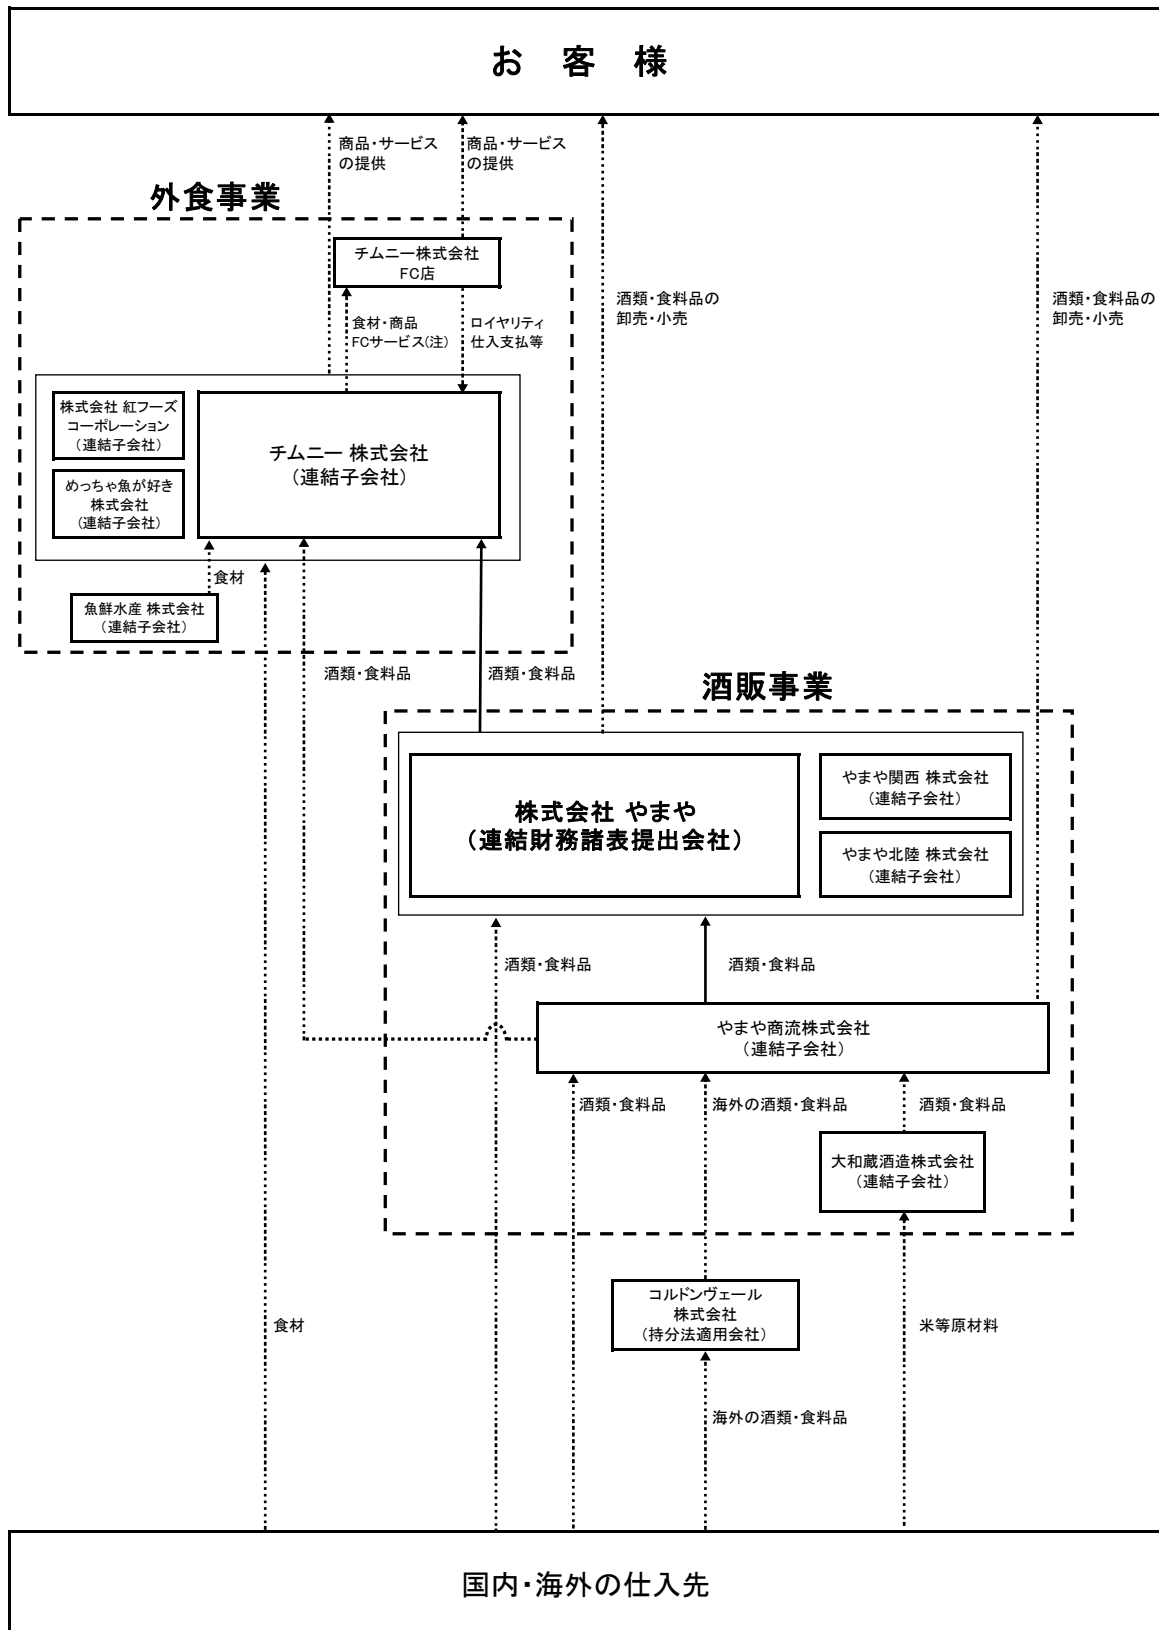 お 客 様
商品・サービス
の提供
商品・サービス
の提供
外食事業
チムニー株式会社
FC店
酒類・食料品の
卸売・小売
酒類・食料品の
卸売・小売
食材・商品
FCサービス(注)
ロイヤリティ
仕入支払等
株式会社 紅フーズ
コーポレーション
(連結子会社)
チムニー 株式会社
(連結子会社)
めっちゃ魚が好き
株式会社
(連結子会社)
食材
魚鮮水産 株式会社
(連結子会社)
酒類・食料品
酒類・食料品
酒販事業
株式会社 やまや
(連結財務諸表提出会社)
やまや関西 株式会社
(連結子会社)
やまや北陸 株式会社
(連結子会社)
酒類・食料品
酒類・食料品
やまや商流株式会社
(連結子会社)
酒類・食料品
海外の酒類・食料品
酒類・食料品
大和蔵酒造株式会社
(連結子会社)
コルドンヴェール
株式会社
(持分法適用会社)
食材
米等原材料
海外の酒類・食料品
国内・海外の仕入先